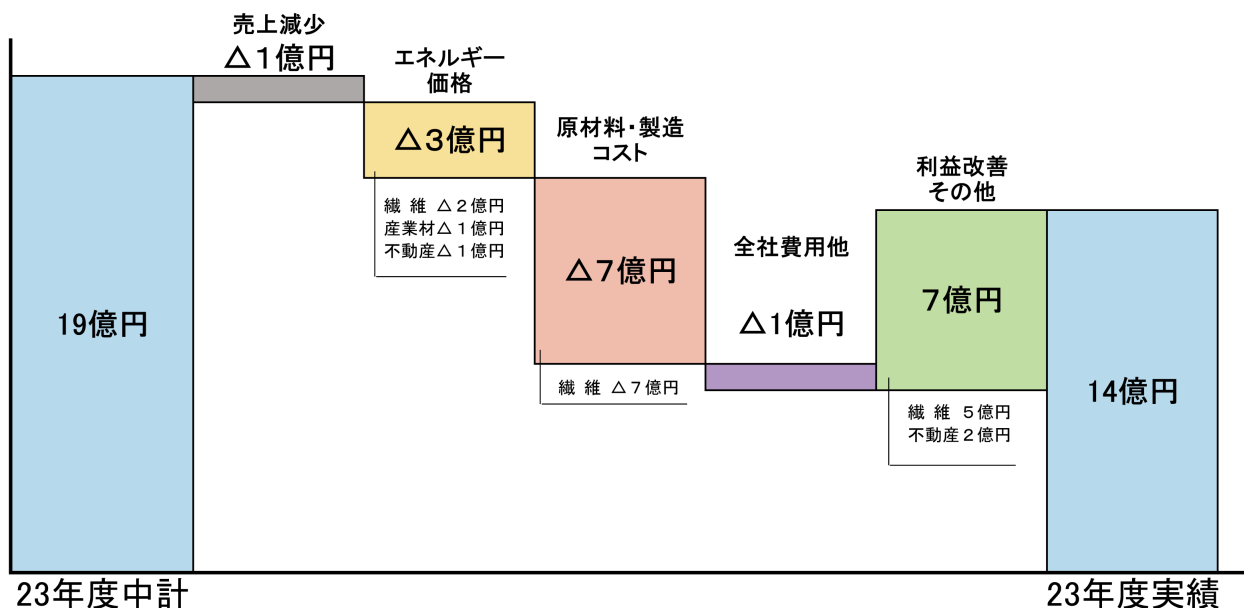 売上減少
△1億円
エネルギー
価格
△3億円
繊 維 △2億円
産業材△1億円
不動産△1億円
原材料・製造
コスト
△7億円
繊 維 △7億円
全社費用他
△1億円
利益改善
その他
7億円
繊 維 5億円
不動産2億円
19億円
14億円
23年度中計
23年度実績